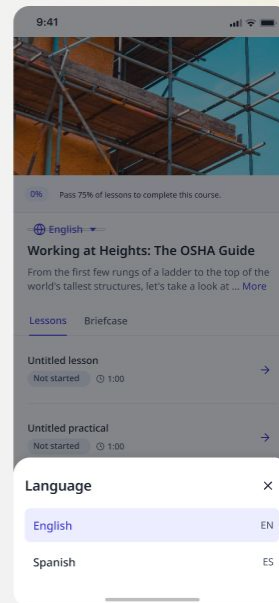 9:41
0% Pass 75% of lessons to complete this course.
English
Working at Heights: The OSHA Guide
From the first few rungs of a ladder to the top of the
world's tallest structures, let's take a look at ... More
Lessons Briefcase
Untitled lesson
Not started 1:00
Untitled practical
Not started 1:00
Language
English EN
Spanish ES